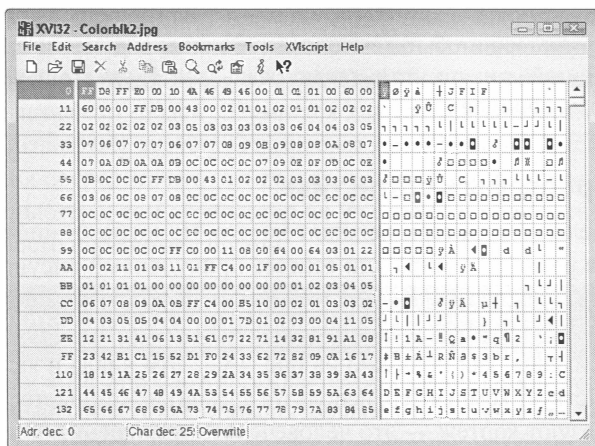 XVI32 - Colorblk2.jpg
File Edit Search Address Bookmarks Tools XVIscript Help
0 FF D8 FF E0 00 10 4A 46 49 46 00 01 01 01 00 60 00 ÿ Ø ÿ à J F I F `
11 60 00 00 FF DB 00 43 00 02 01 01 02 01 01 02 02 02 ` ÿ Û C
22 02 02 02 02 02 03 05 03 03 03 03 03 06 04 04 03 05
33 07 06 07 07 07 06 07 07 08 09 0B 09 08 08 0A 08 07
44 07 0A 0D 0A 0A 0B 0C 0C 0C 0C 07 09 0E 0F 0D 0C 0E
55 0B 0C 0C 0C FF DB 00 43 01 02 02 02 03 03 03 06 03 ÿ Û C
66 03 06 0C 08 07 08 0C 0C 0C 0C 0C 0C 0C 0C 0C 0C 0C
77 0C 0C 0C 0C 0C 0C 0C 0C 0C 0C 0C 0C 0C 0C 0C 0C 0C
88 0C 0C 0C 0C 0C 0C 0C 0C 0C 0C 0C 0C 0C 0C 0C 0C 0C
99 0C 0C 0C 0C 0C FF C0 00 11 08 00 64 00 64 03 01 22 ÿ À d d "
AA 00 02 11 01 03 11 01 FF C4 00 1F 00 00 01 05 01 01 ÿ Ä
BB 01 01 01 01 00 00 00 00 00 00 00 00 01 02 03 04 05
CC 06 07 08 09 0A 0B FF C4 00 B5 10 00 02 01 03 03 02 ÿ Ä µ
DD 04 03 05 05 04 04 00 00 01 7D 01 02 03 00 04 11 05 }
EE 12 21 31 41 06 13 51 61 07 22 71 14 32 81 91 A1 08 ! 1 A Q a " q ¶ 2 ' ¡
FF 23 42 B1 C1 15 52 D1 F0 24 33 62 72 82 09 0A 16 17 # B ± Á R Ñ ð $ 3 b r ‚
110 18 19 1A 25 26 27 28 29 2A 34 35 36 37 38 39 3A 43 % & ' ( ) * 4 5 6 7 8 9 : C
121 44 45 46 47 48 49 4A 53 54 55 56 57 58 59 5A 63 64 D E F G H I J S T U V W X Y Z c d
132 65 66 67 68 69 6A 73 74 75 76 77 78 79 7A 83 84 85 e f g h i j s t u v w x y z ƒ „ …
Adr. dec: 0 Char dec: 25 Overwrite